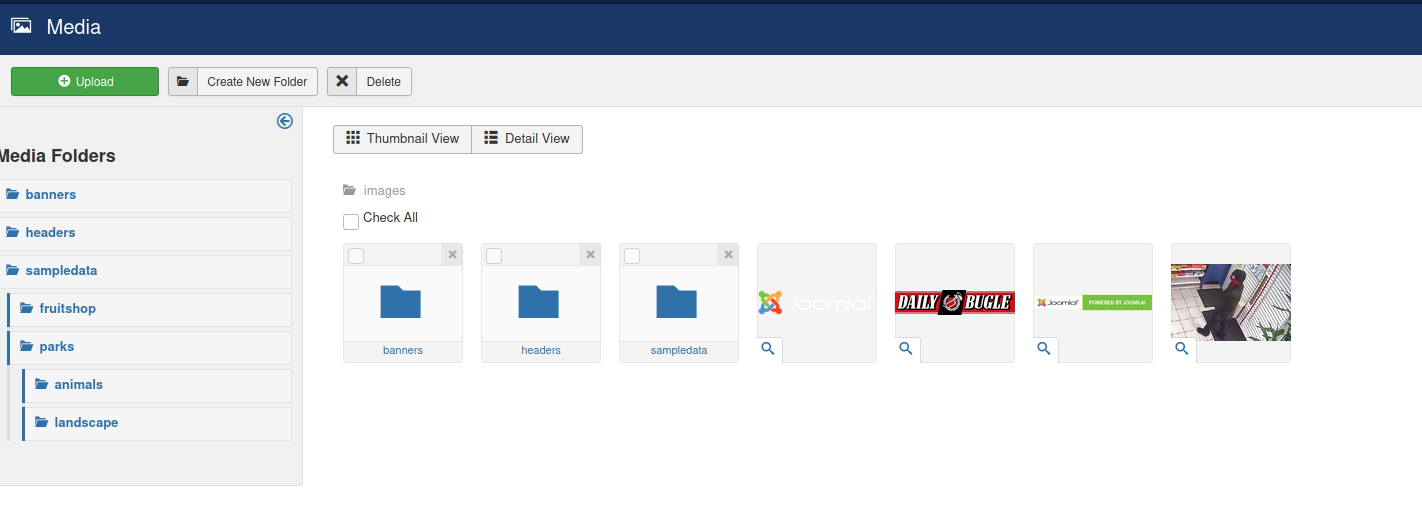 Media
Upload
Create New Folder
Delete
Media Folders
banners
headers
sampledata
fruitshop
parks
animals
landscape
Thumbnail View
Detail View
images
Check All
banners
headers
sampledata
Joomla!
DAILY BUGLE
Joomla! POWERED BY JOOMLA!